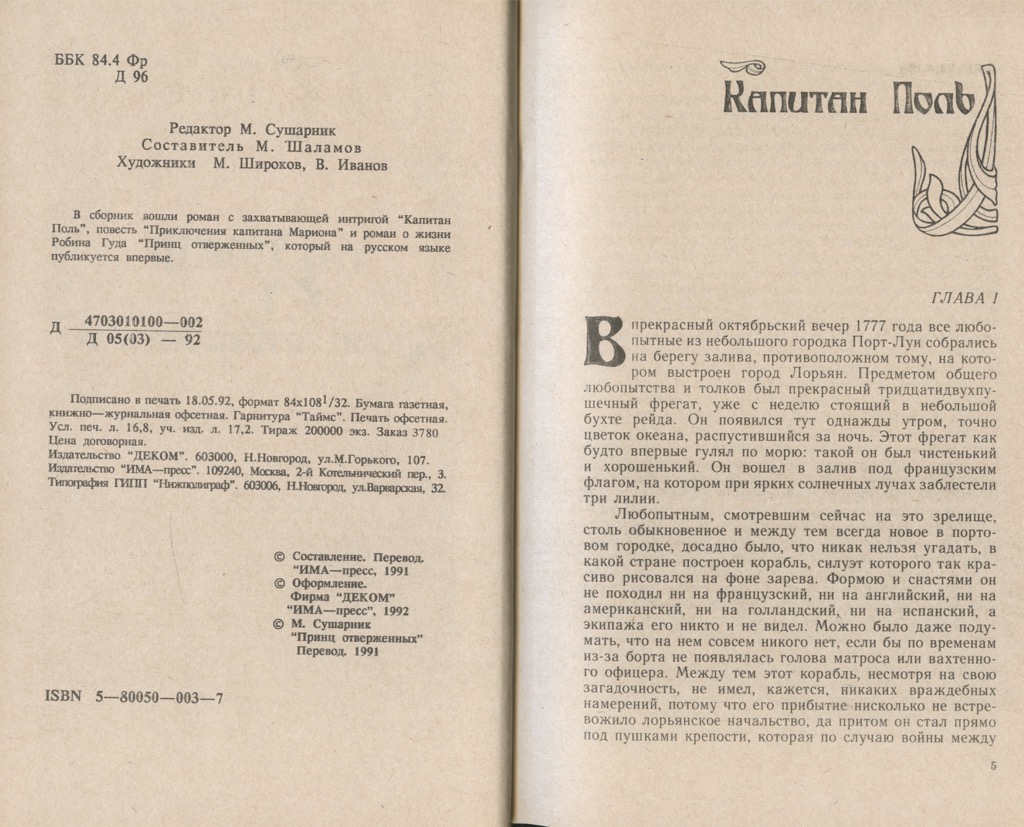 ББК 84.4 Фр
Д 96
Редактор М. Сушарник
Составитель М. Шаламов
Художники М. Широков, В. Иванов
В сборник вошли роман с захватывающей интригой "Капитан
Поль", повесть "Приключения капитана Мариона" и роман о жизни
Робина Гуда "Принц отверженных", который на русском языке
публикуется впервые.
Д 4703010100—002
Д 05(03) — 92
Подписано в печать 18.05.92, формат 84х108¹/32. Бумага газетная,
книжно—журнальная офсетная. Гарнитура "Таймс". Печать офсетная.
Усл. печ. л. 16,8, уч. изд. л. 17,2. Тираж 200000 экз. Заказ 3780
Цена договорная.
Издательство "ДЕКОМ". 603000, Н.Новгород, ул.М.Горького, 107.
Издательство "ИМА—пресс". 109240, Москва, 2-й Котельнический пер., 3.
Типография ГИПП "Нижполиграф". 603006, Н.Новгород, ул.Варварская, 32.
© Составление. Перевод.
"ИМА—пресс, 1991
© Оформление.
Фирма "ДЕКОМ"
"ИМА—пресс", 1992
© М. Сушарник
"Принц отверженных"
Перевод. 1991
ISBN 5—80050—003—7
Капитан Поль
ГЛАВА I
В прекрасный октябрьский вечер 1777 года все любо-
пытные из небольшого городка Порт-Луи собрались
на берегу залива, противоположном тому, на кото-
ром выстроен город Лорьян. Предметом общего
любопытства и толков был прекрасный тридцатидвухпу-
шечный фрегат, уже с неделю стоящий в небольшой
бухте рейда. Он появился тут однажды утром, точно
цветок океана, распустившийся за ночь. Этот фрегат как
будто впервые гулял по морю: такой он был чистенький
и хорошенький. Он вошел в залив под французским
флагом, на котором при ярких солнечных лучах заблестели
три лилии.
Любопытным, смотревшим сейчас на это зрелище,
столь обыкновенное и между тем всегда новое в порто-
вом городке, досадно было, что никак нельзя угадать, в
какой стране построен корабль, силуэт которого так кра-
сиво рисовался на фоне зарева. Формою и снастями он
не походил ни на французский, ни на английский, ни на
американский, ни на голландский, ни на испанский, а
экипажа его никто и не видел. Можно было даже поду-
мать, что на нем совсем никого нет, если бы по временам
из-за борта не появлялась голова матроса или вахтенно-
го офицера. Между тем этот корабль, несмотря на свою
загадочность, не имел, кажется, никаких враждебных
намерений, потому что его прибытие нисколько не встре-
вожило лорьянское начальство, да притом он стал прямо
под пушками крепости, которая по случаю войны между
5